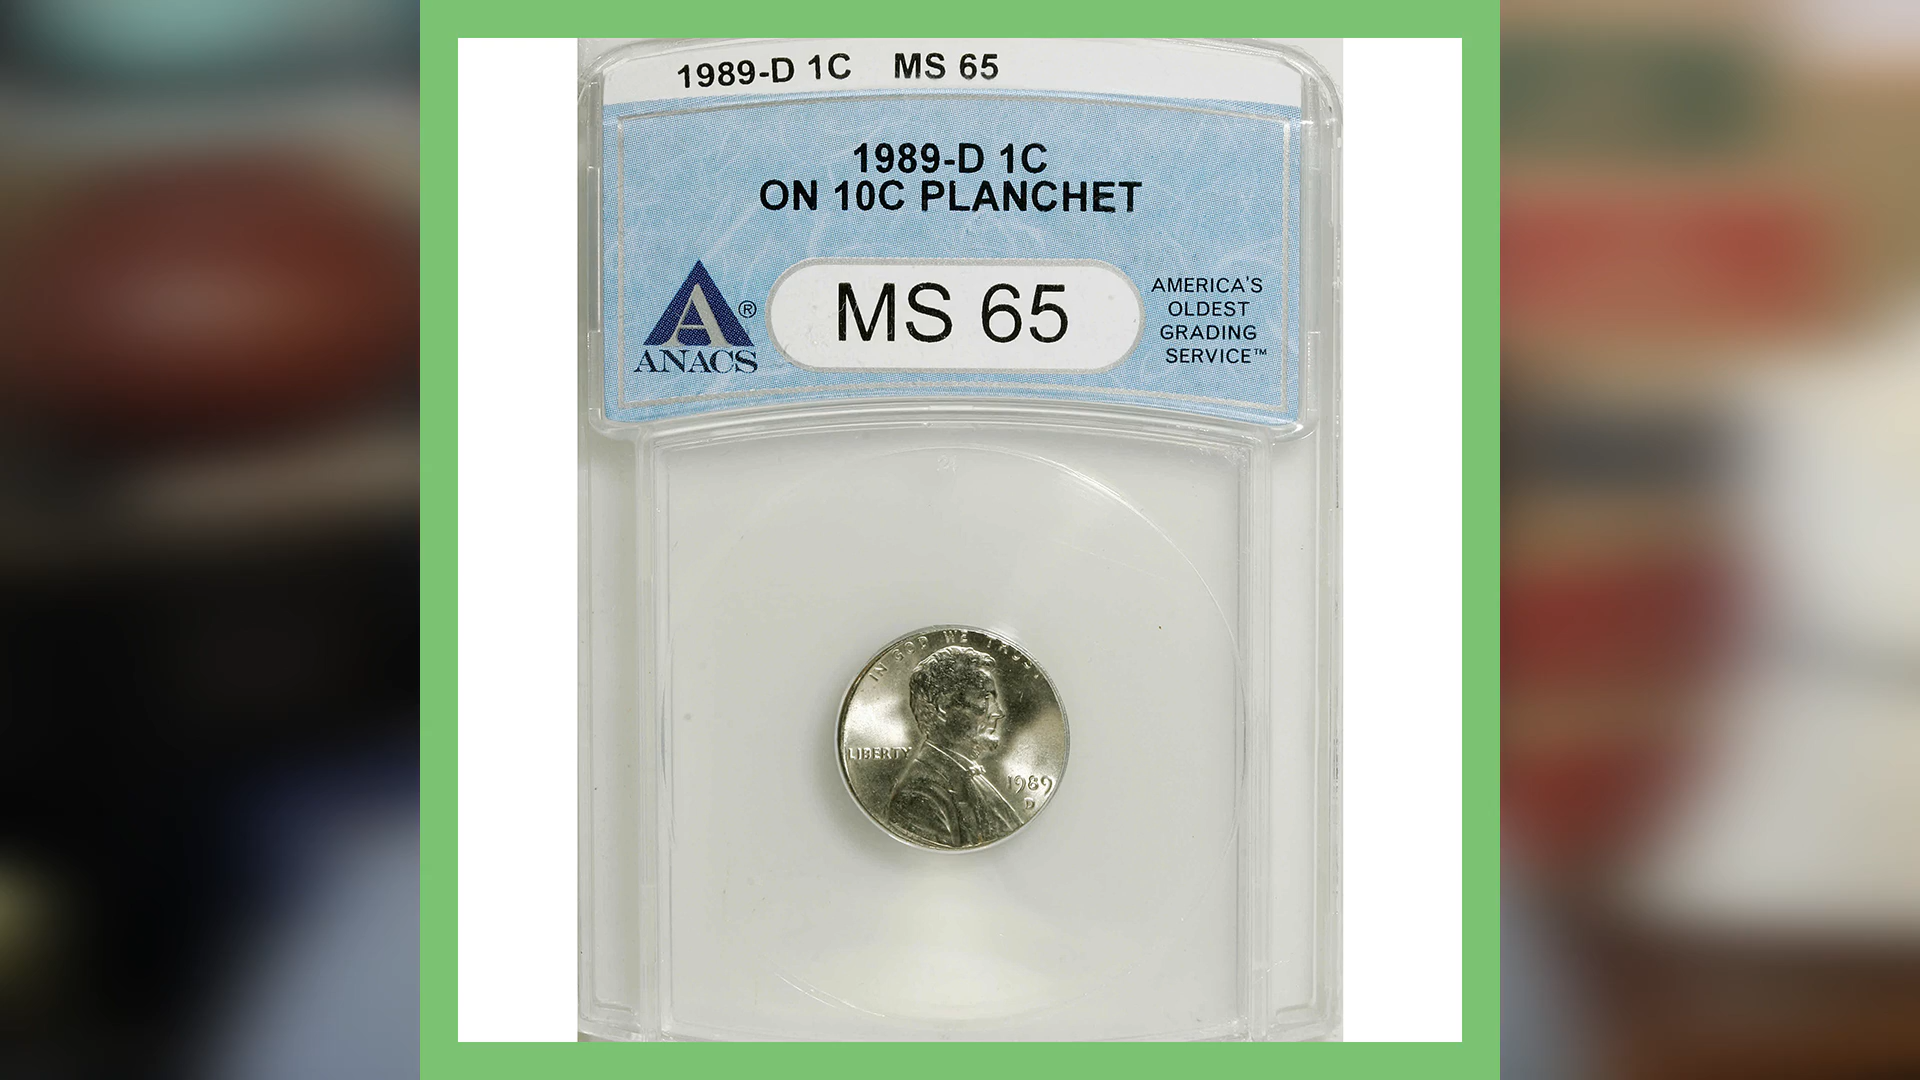 1989-D 1C MS 65
1989-D 1C
ON 10C PLANCHET
A®
ANACS
MS 65
AMERICA'S
OLDEST
GRADING
SERVICE™
IN GOD WE TRUST
LIBERTY
1989
D